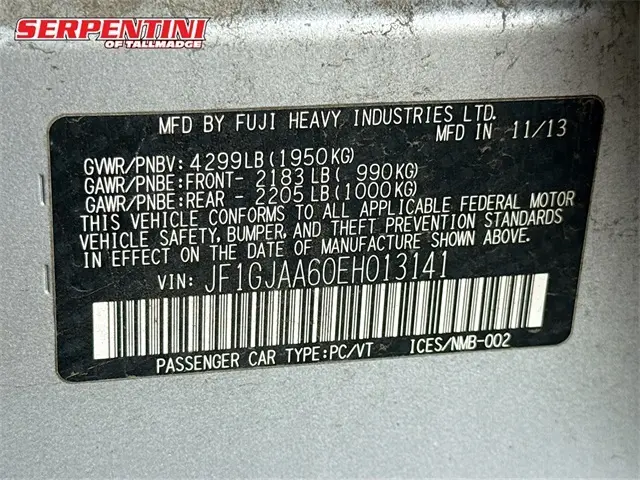 SERPENTINI
OF TALLMADGE
MFD BY FUJI HEAVY INDUSTRIES LTD.
MFD IN 11/13
GVWR/PNBV: 4299LB(1950KG)
GAWR/PNBE:FRONT- 2183LB( 990KG)
GAWR/PNBE:REAR - 2205LB(1000KG)
THIS VEHICLE CONFORMS TO ALL APPLICABLE FEDERAL MOTOR
VEHICLE SAFETY, BUMPER, AND THEFT PREVENTION STANDARDS
IN EFFECT ON THE DATE OF MANUFACTURE SHOWN ABOVE.
VIN: JF1GJAA60EH013141
PASSENGER CAR TYPE:PC/VT ICES/NMB-002